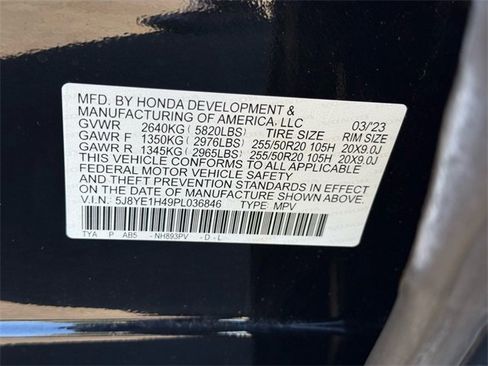 MFD. BY HONDA DEVELOPMENT &
MANUFACTURING OF AMERICA, LLC 03/23
GVWR 2640KG (5820LBS) TIRE SIZE RIM SIZE
GAWR F 1350KG (2976LBS) 255/50R20 105H 20X9.0J
GAWR R 1345KG (2965LBS) 255/50R20 105H 20X9.0J
THIS VEHICLE CONFORMS TO ALL APPLICABLE
FEDERAL MOTOR VEHICLE SAFETY
AND THEFT PREVENTION STANDARDS IN EFFECT
ON THE DATE OF MANUFACTURE SHOWN ABOVE.
V.I.N.: 5J8YE1H49PL036846 TYPE: MPV
TYA P AB5 - NH893PV - D - L